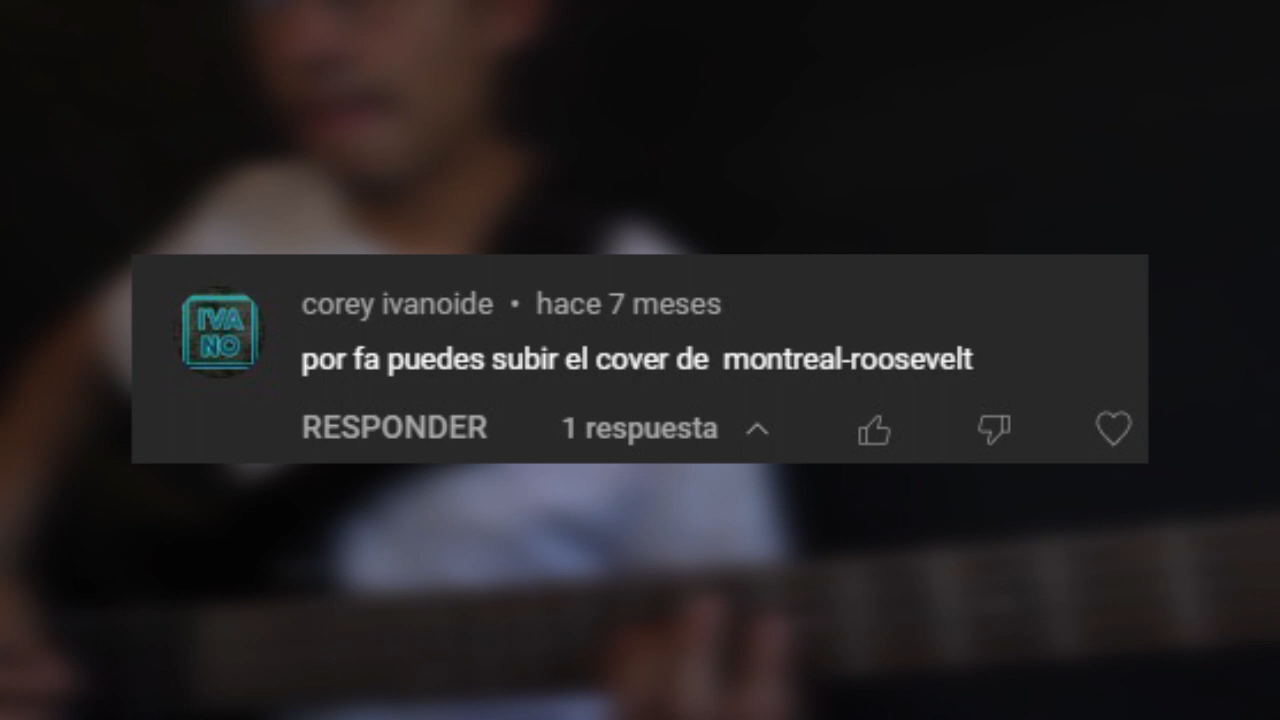 IVA
NO
corey ivanoide • hace 7 meses
por fa puedes subir el cover de montreal-roosevelt
RESPONDER 1 respuesta